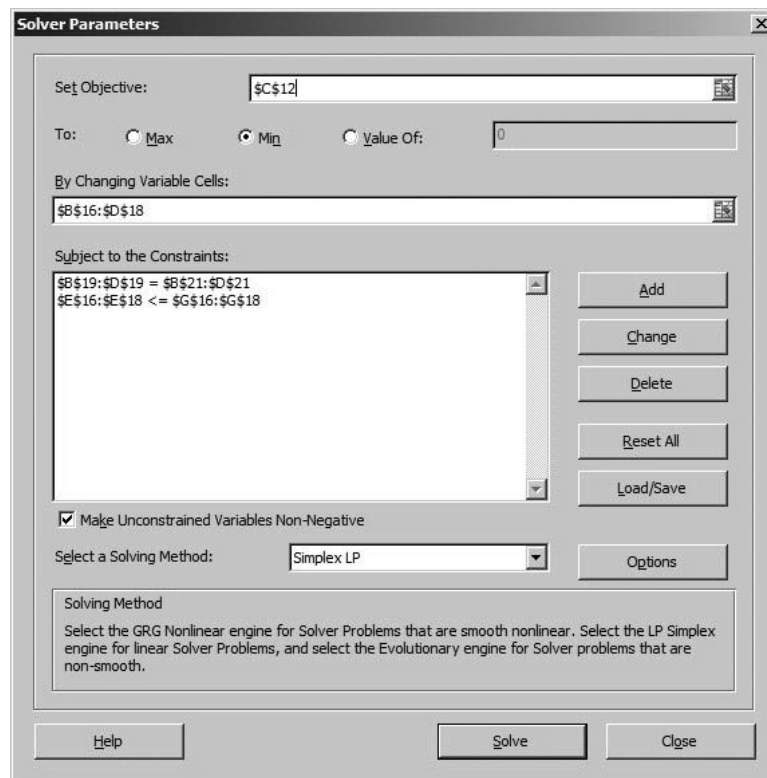 Solver Parameters
Set Objective:
$C$12
To:
Max
Min
Value Of:
0
By Changing Variable Cells:
$B$16:$D$18
Subject to the Constraints:
$B$19:$D$19 = $B$21:$D$21
$E$16:$E$18 <= $G$16:$G$18
Add
Change
Delete
Reset All
Load/Save
Make Unconstrained Variables Non-Negative
Select a Solving Method:
Simplex LP
Options
Solving Method
Select the GRG Nonlinear engine for Solver Problems that are smooth nonlinear. Select the LP Simplex
engine for linear Solver Problems, and select the Evolutionary engine for Solver problems that are
non-smooth.
Help
Solve
Close